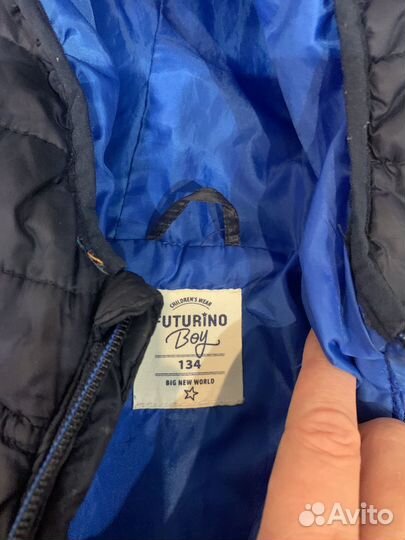 CHILDREN'S WEAR
FUTURINO
Boy
134
BIG NEW WORLD
Avito